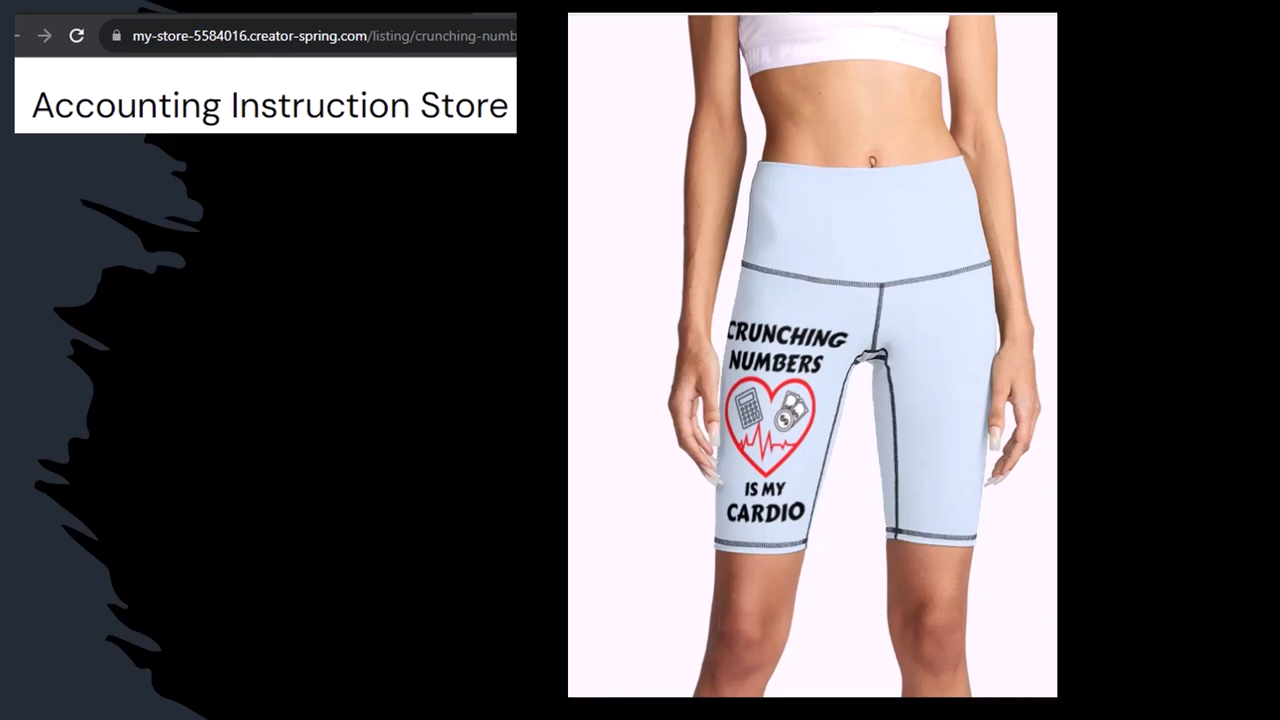 my-store-5584016.creator-spring.com/listing/crunching-numb
Accounting Instruction Store
CRUNCHING
NUMBERS
IS MY
CARDIO